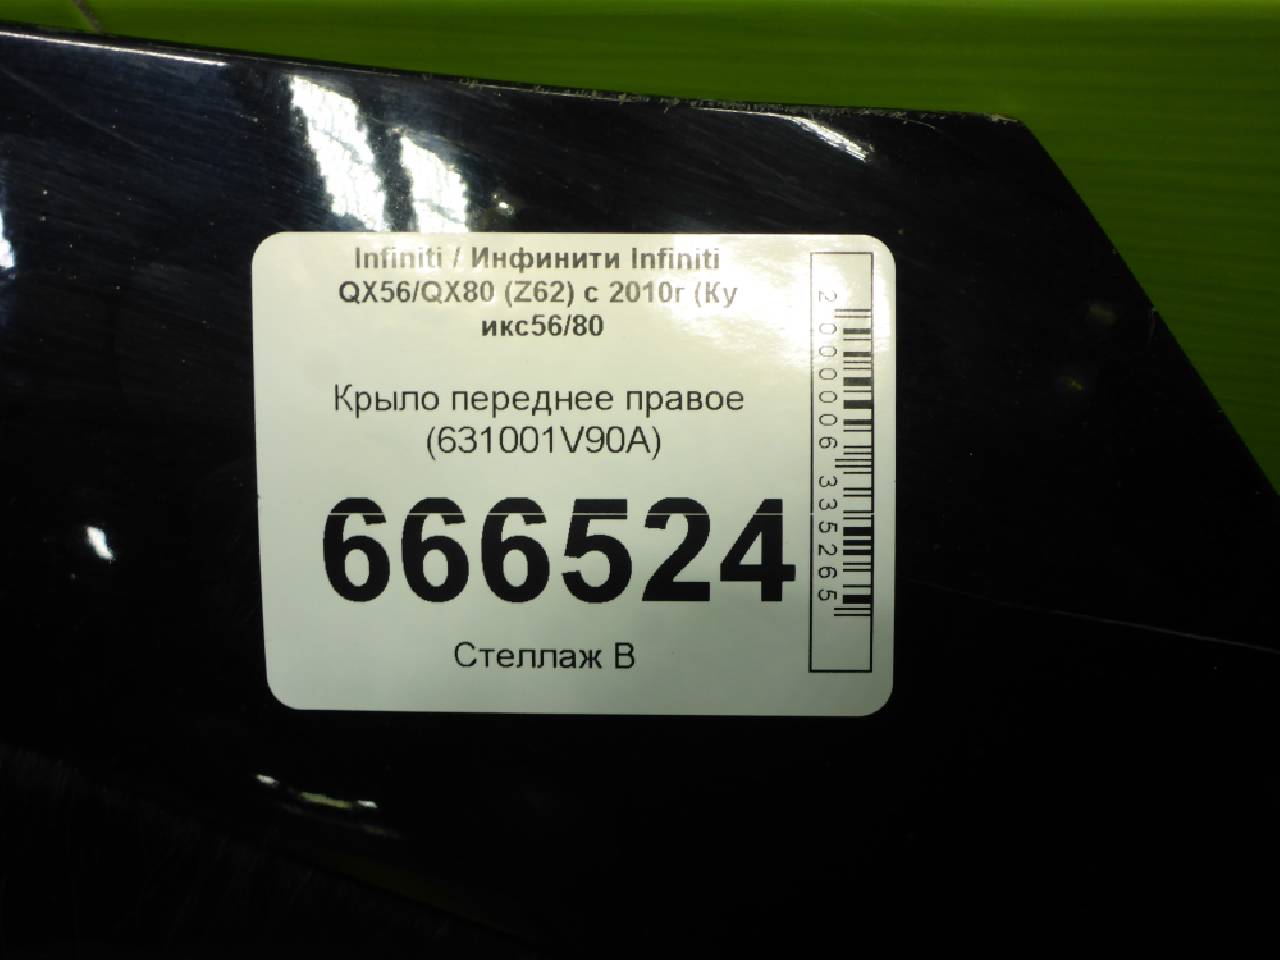 Infiniti / Инфинити Infiniti
QX56/QX80 (Z62) с 2010г (Ку
икс56/80
Крыло переднее правое
(631001V90A)
666524
Стеллаж В
2000006335265